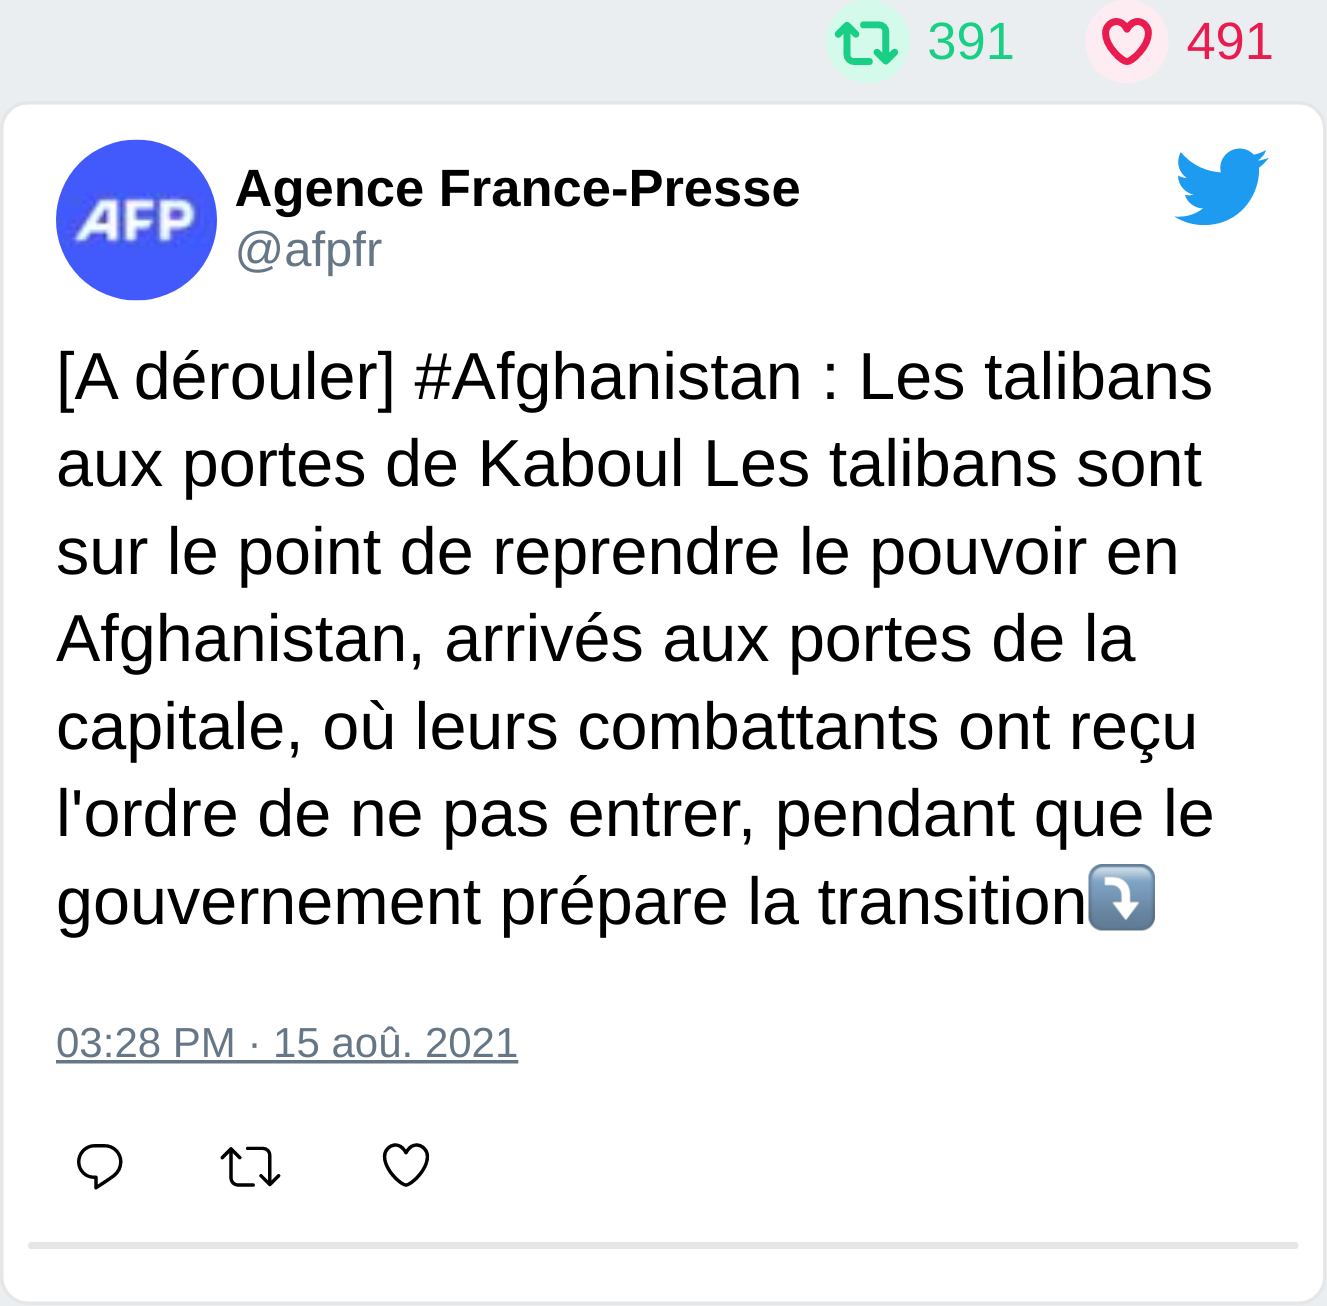 391 491
AFP
Agence France-Presse
@afpfr
[A dérouler] #Afghanistan : Les talibans
aux portes de Kaboul Les talibans sont
sur le point de reprendre le pouvoir en
Afghanistan, arrivés aux portes de la
capitale, où leurs combattants ont reçu
l'ordre de ne pas entrer, pendant que le
gouvernement prépare la transition⤵️
03:28 PM · 15 aoû. 2021